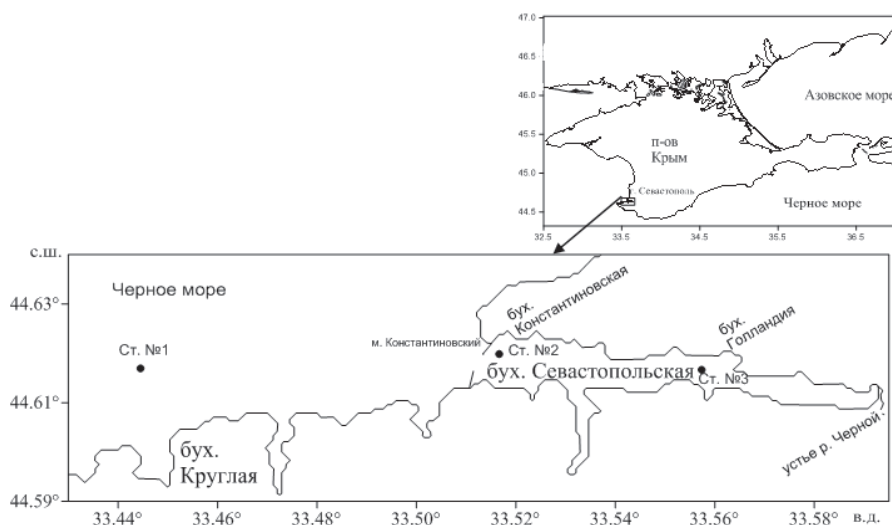 47.0
46.0
45.5
45.0
44.5
32.5
33.5
34.5
35.5
36.5
Азовское море
п-ов
Крым
г. Севастополь
Черное море
с.ш.
44.63°
44.61°
44.59°
Черное море
Ст. №1
м. Константиновский
бух.
Константиновская
Ст. №2
бух.
Голландия
бух. Севастопольская
Ст. №3
устье р. Черной
бух.
Круглая
33.44°
33.46°
33.48°
33.50°
33.52°
33.54°
33.56°
33.58°
в.д.